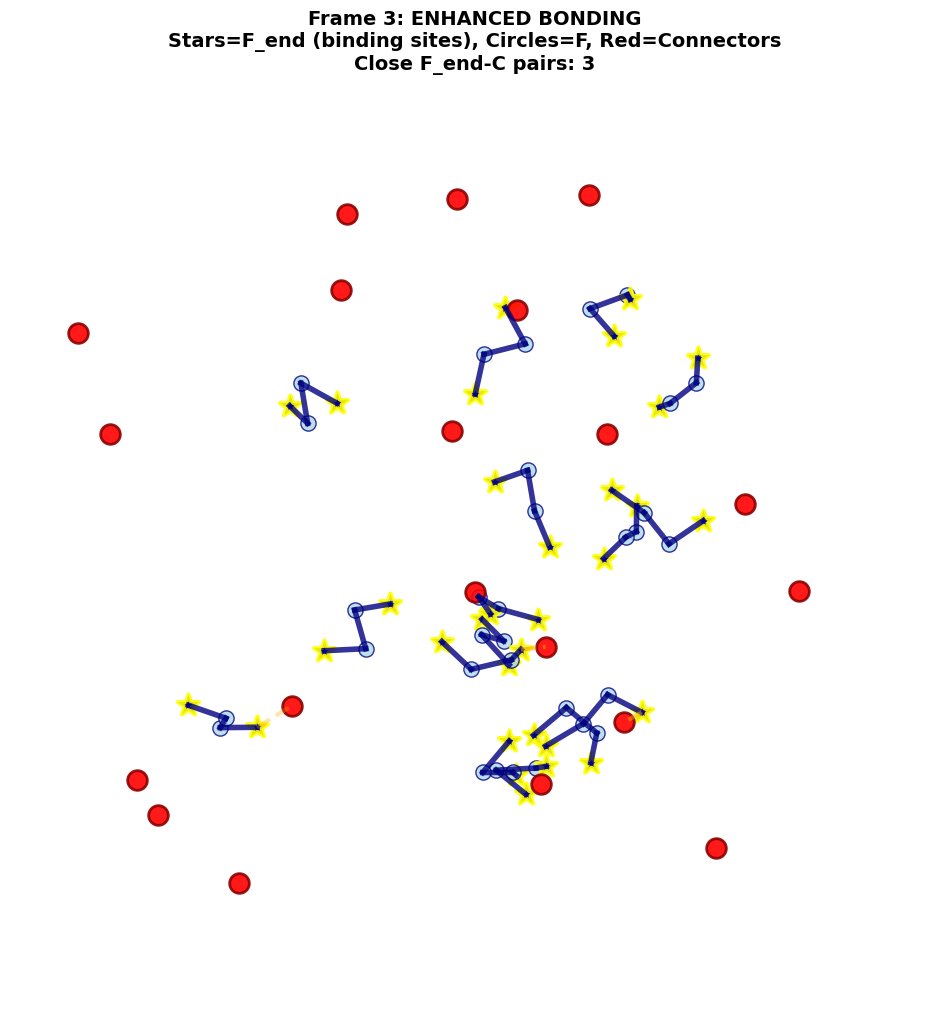 Frame 3: ENHANCED BONDING
Stars=F_end (binding sites), Circles=F, Red=Connectors
Close F_end-C pairs: 3